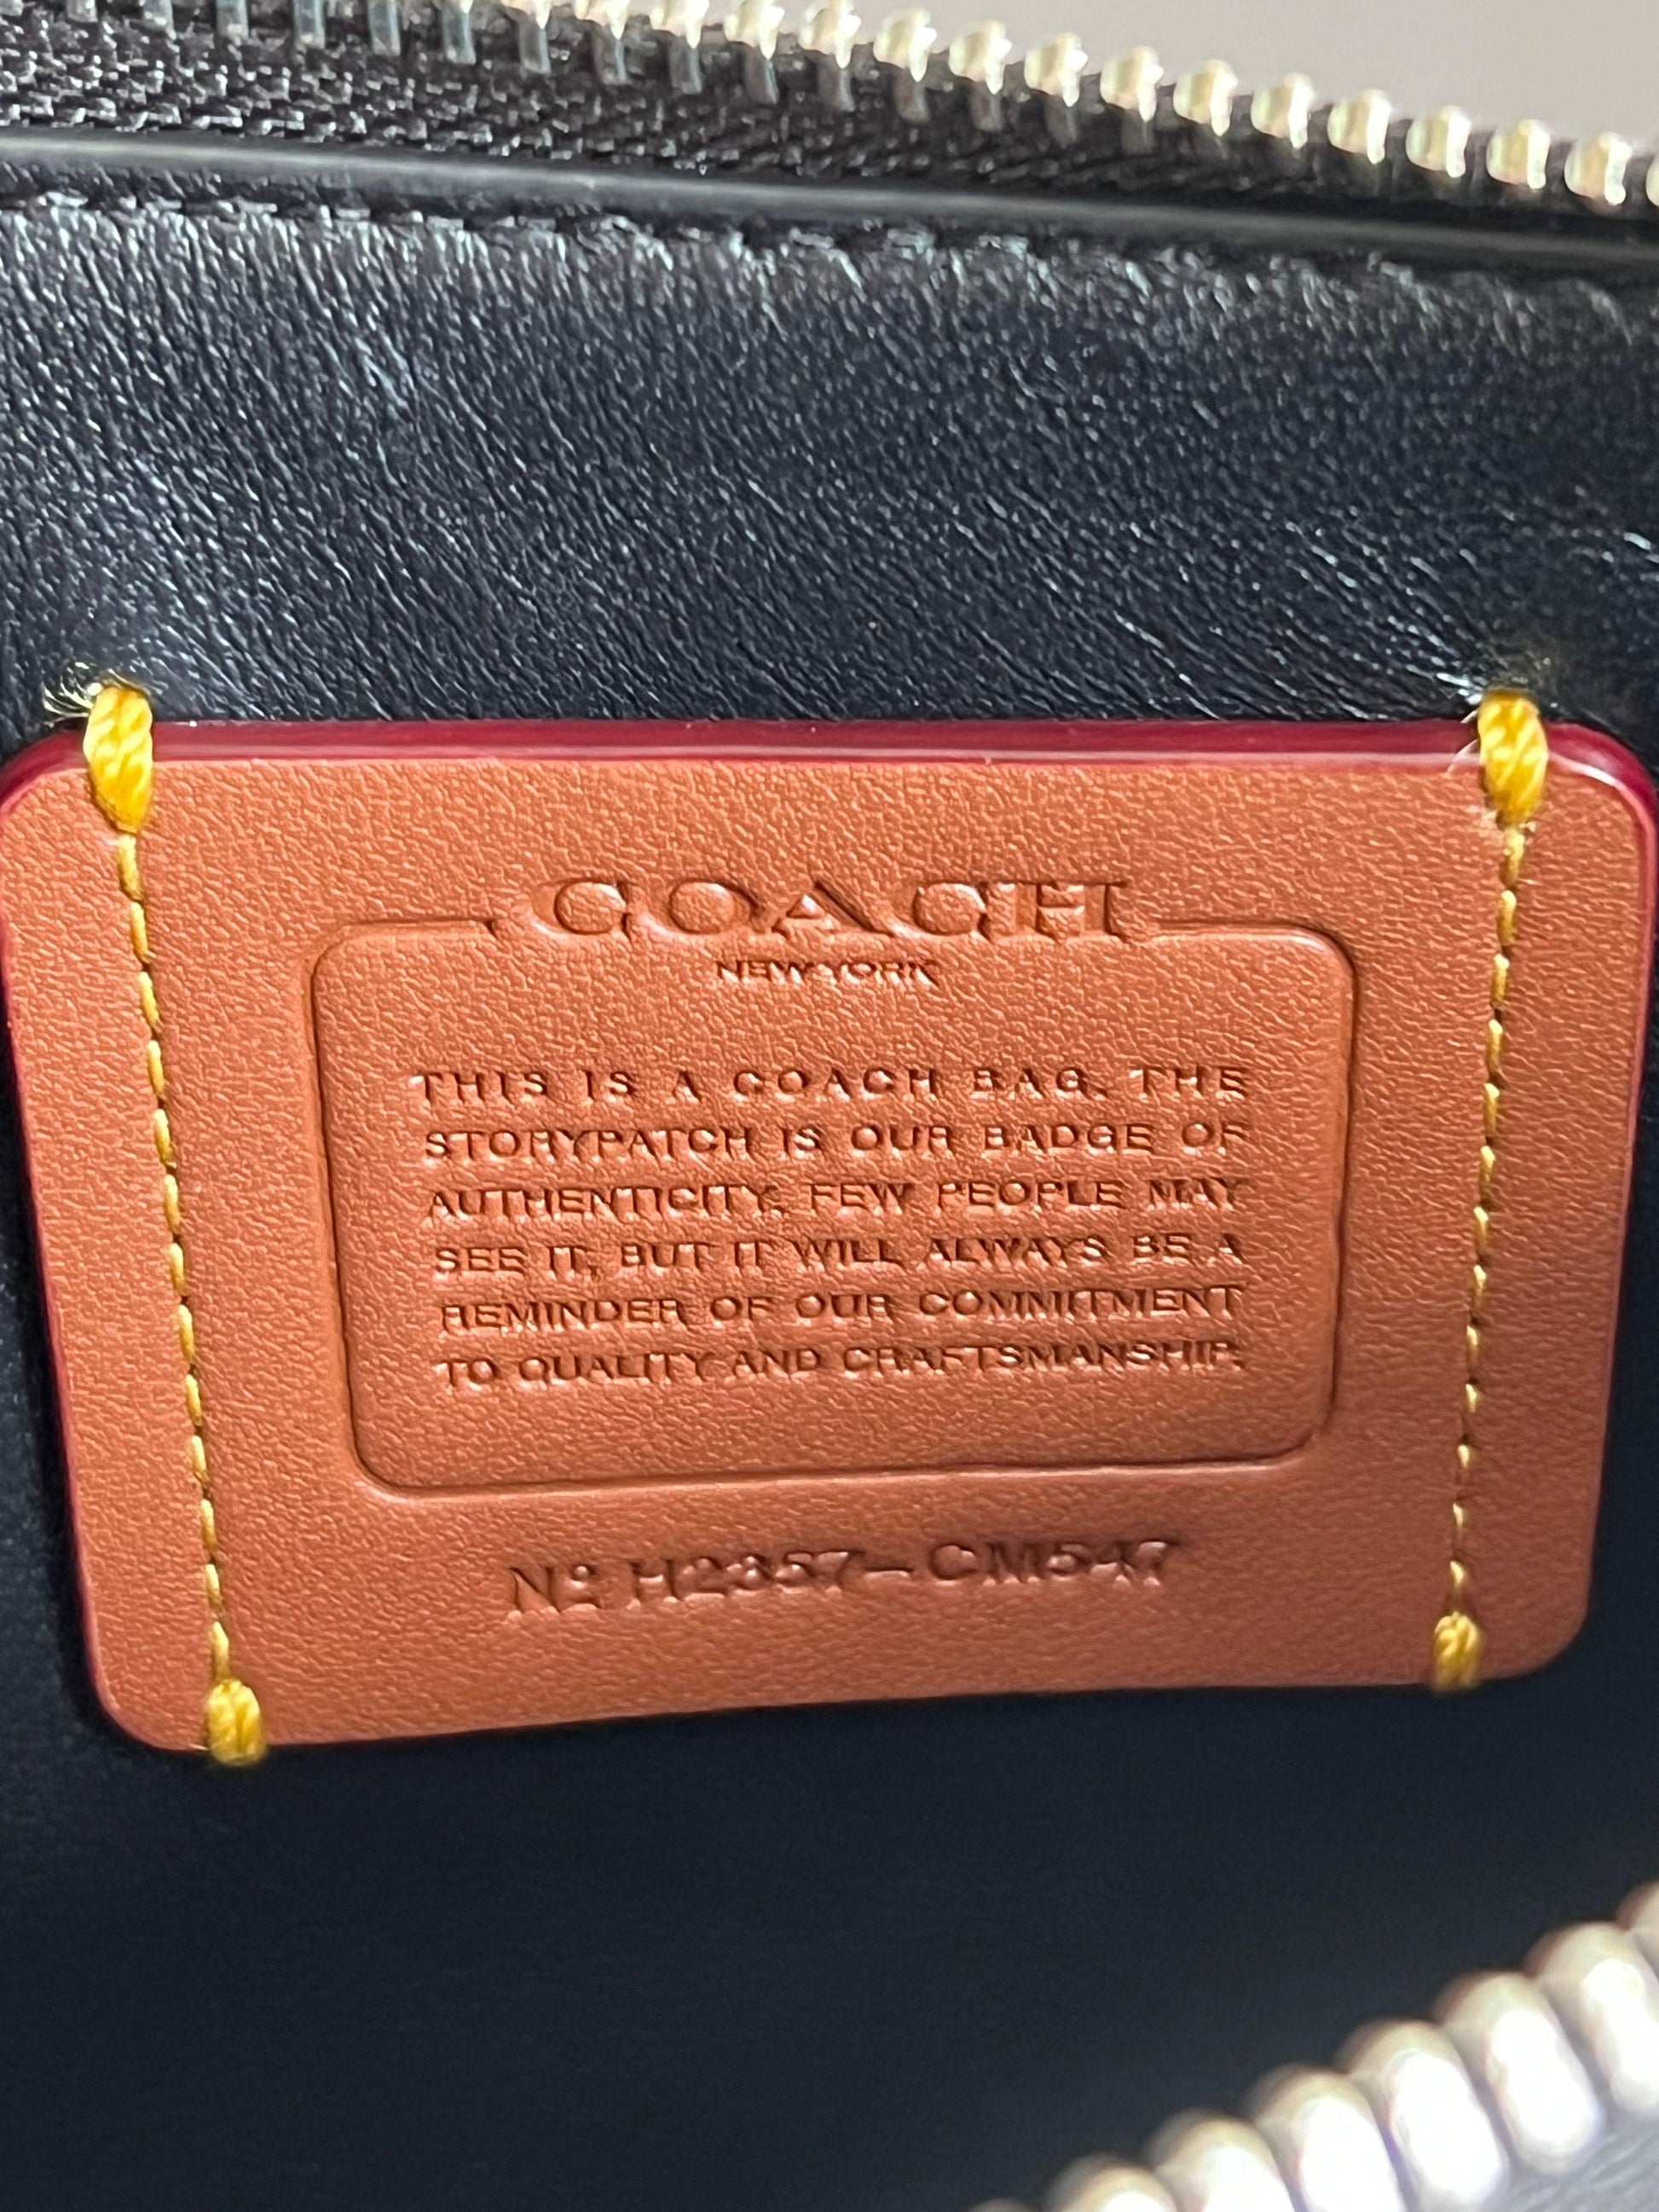 COACH
NEW YORK
THIS IS A COACH BAG. THE
STORYPATCH IS OUR BADGE OF
AUTHENTICITY. FEW PEOPLE MAY
SEE IT, BUT IT WILL ALWAYS BE A
REMINDER OF OUR COMMITMENT
TO QUALITY AND CRAFTSMANSHIP.
Nº H2357-CM547